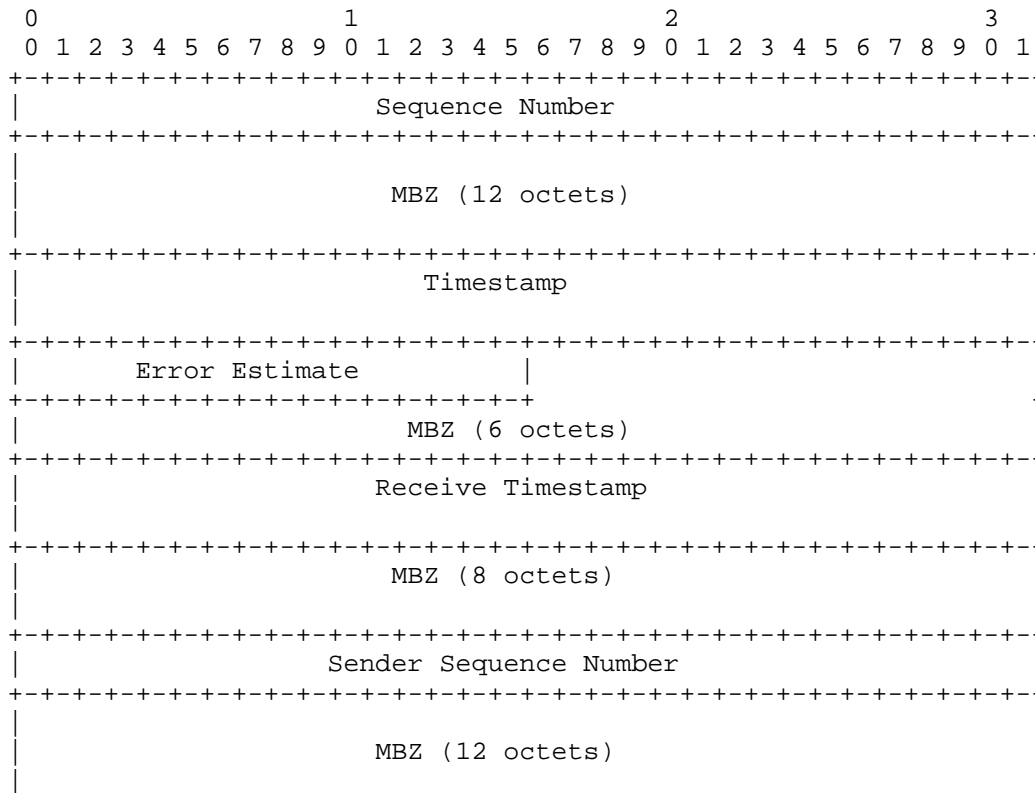 0                   1                   2                   3
 0 1 2 3 4 5 6 7 8 9 0 1 2 3 4 5 6 7 8 9 0 1 2 3 4 5 6 7 8 9 0 1
+-+-+-+-+-+-+-+-+-+-+-+-+-+-+-+-+-+-+-+-+-+-+-+-+-+-+-+-+-+-+-+-
|                      Sequence Number
+-+-+-+-+-+-+-+-+-+-+-+-+-+-+-+-+-+-+-+-+-+-+-+-+-+-+-+-+-+-+-+-
|
|                       MBZ (12 octets)
|
+-+-+-+-+-+-+-+-+-+-+-+-+-+-+-+-+-+-+-+-+-+-+-+-+-+-+-+-+-+-+-+-
|                         Timestamp
|
+-+-+-+-+-+-+-+-+-+-+-+-+-+-+-+-+-+-+-+-+-+-+-+-+-+-+-+-+-+-+-+-
|       Error Estimate          |
+-+-+-+-+-+-+-+-+-+-+-+-+-+-+-+-+                               -
|                        MBZ (6 octets)
+-+-+-+-+-+-+-+-+-+-+-+-+-+-+-+-+-+-+-+-+-+-+-+-+-+-+-+-+-+-+-+-
|                      Receive Timestamp
|
+-+-+-+-+-+-+-+-+-+-+-+-+-+-+-+-+-+-+-+-+-+-+-+-+-+-+-+-+-+-+-+-
|                       MBZ (8 octets)
|
+-+-+-+-+-+-+-+-+-+-+-+-+-+-+-+-+-+-+-+-+-+-+-+-+-+-+-+-+-+-+-+-
|                   Sender Sequence Number
+-+-+-+-+-+-+-+-+-+-+-+-+-+-+-+-+-+-+-+-+-+-+-+-+-+-+-+-+-+-+-+-
|
|                      MBZ (12 octets)
|